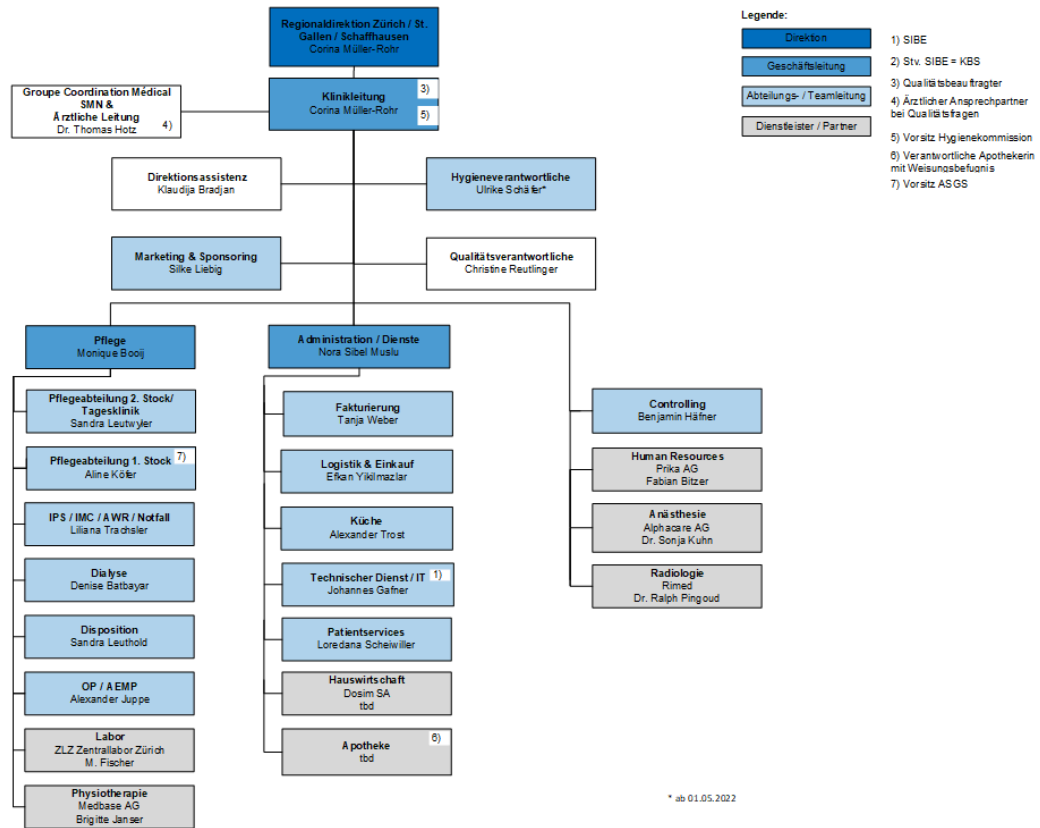 Regionaldirektion Zürich / St.
Gallen / Schaffhausen
Corina Müller-Rohr
Klinikleitung
Corina Müller-Rohr
3)
5)
Groupe Coordination Médical
SMN &
Ärztliche Leitung
Dr. Thomas Hotz
4)
Direktionsassistenz
Klaudija Bradjan
Hygieneverantwortliche
Ulrike Schäfer*
Marketing & Sponsoring
Silke Liebig
Qualitätsverantwortliche
Christine Reutlinger
Pflege
Monique Booij
Pflegeabteilung 2. Stock/
Tagesklinik
Sandra Leutwyler
Pflegeabteilung 1. Stock
7)
Aline Köfer
IPS / IMC / AWR / Notfall
Liliana Trachsler
Dialyse
Denise Batbayar
Disposition
Sandra Leuthold
OP / AEMP
Alexander Juppe
Labor
ZLZ Zentrallabor Zürich
M. Fischer
Physiotherapie
Medbase AG
Brigitte Janser
Administration / Dienste
Nora Sibel Muslu
Fakturierung
Tanja Weber
Logistik & Einkauf
Efkan Yikilmazlar
Küche
Alexander Trost
Technischer Dienst / IT
1)
Johannes Gafner
Patientservices
Loredana Scheiwiller
Hauswirtschaft
Dosim SA
tbd
Apotheke
6)
tbd
Controlling
Benjamin Häfner
Human Resources
Prika AG
Fabian Bitzer
Anästhesie
Alphacare AG
Dr. Sonja Kuhn
Radiologie
Rimed
Dr. Ralph Pingoud
Legende:
Direktion
Geschäftsleitung
Abteilungs- / Teamleitung
Dienstleister / Partner
1) SIBE
2) Stv. SIBE = KBS
3) Qualitätsbeauftragter
4) Ärztlicher Ansprechpartner
bei Qualitätsfragen
5) Vorsitz Hygienekommission
6) Verantwortliche Apothekerin
mit Weisungsbefugnis
7) Vorsitz ASGS
* ab 01.05.2022